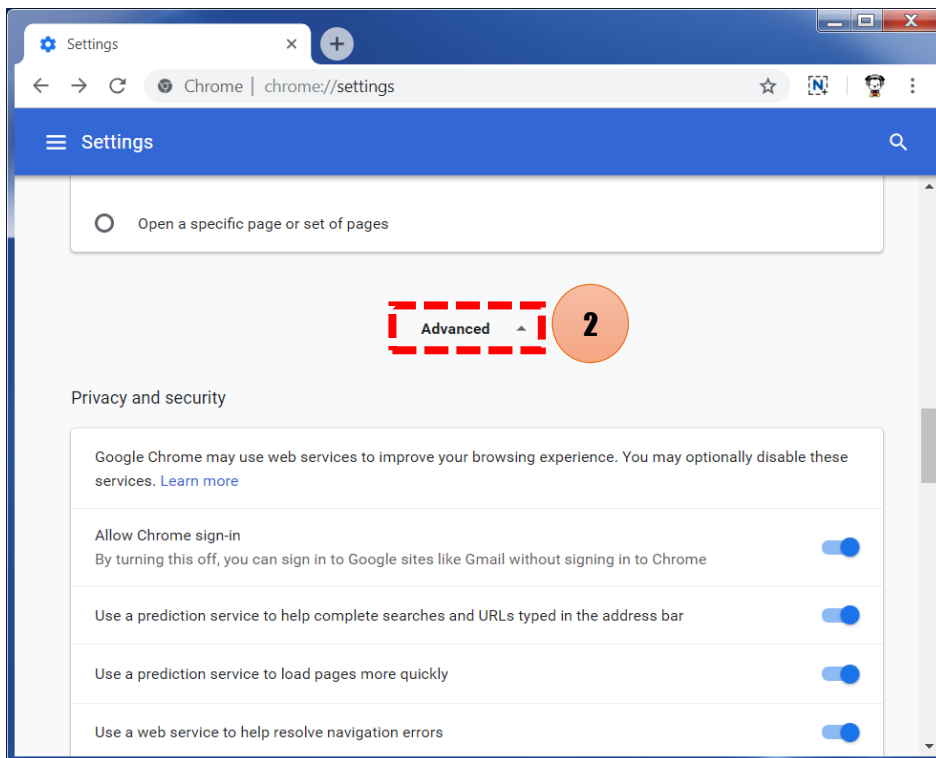 Settings
Chrome | chrome://settings
N
Settings
Open a specific page or set of pages
Advanced
2
Privacy and security
Google Chrome may use web services to improve your browsing experience. You may optionally disable these
services. Learn more
Allow Chrome sign-in
By turning this off, you can sign in to Google sites like Gmail without signing in to Chrome
Use a prediction service to help complete searches and URLs typed in the address bar
Use a prediction service to load pages more quickly
Use a web service to help resolve navigation errors